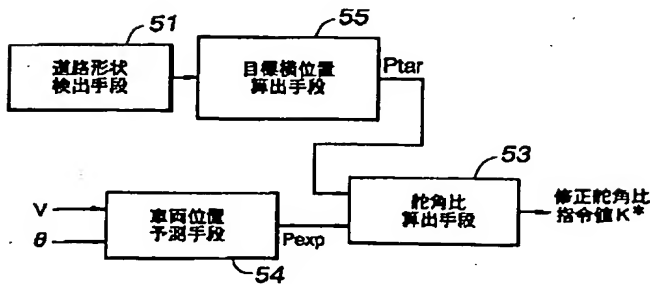 51
道路形状
検出手段
55
目標横位置
算出手段
Ptar
53
舵角比
算出手段
修正舵角比
指令値K*
V
θ
車両位置
予測手段
Pexp
54